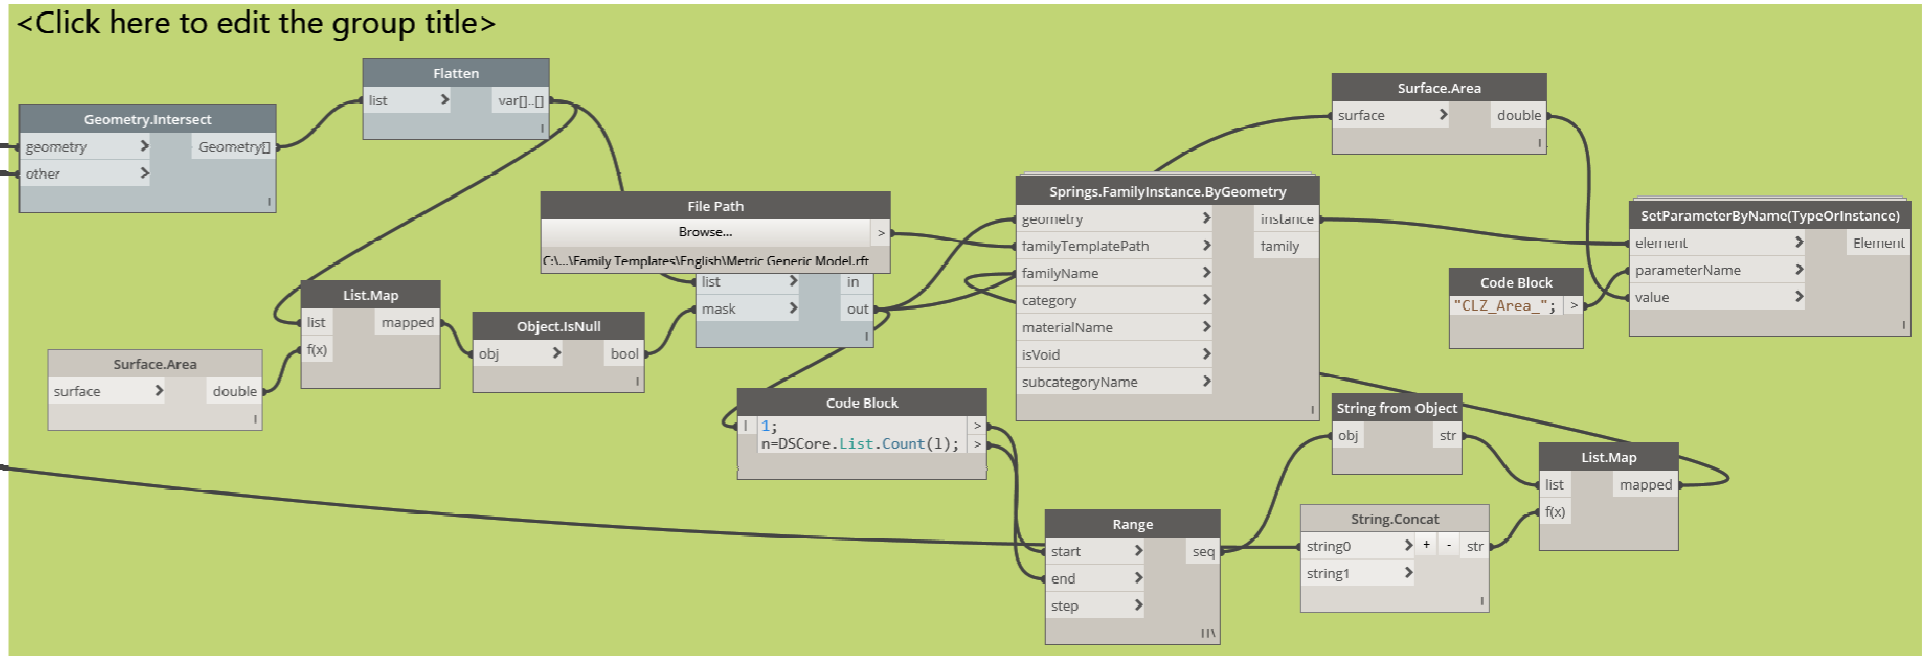 <Click here to edit the group title>
Geometry.Intersect
geometry > Geometry[]
other >
Flatten
list > var[]..[]
File Path
Browse...
>
C:\...\Family Templates\English\Metric Generic Model.rft
list > in
mask > out
List.Map
list mapped
f(x)
Object.IsNull
obj > bool
Surface.Area
surface > double
Code Block
l 1; >
n=DSCore.List.Count(l); >
Springs.FamilyInstance.ByGeometry
geometry > instance
familyTemplatePath > family
familyName >
category >
materialName >
isVoid >
subcategoryName >
Surface.Area
surface > double
SetParameterByName(TypeOrInstance)
element > Element
parameterName >
value >
Code Block
"CLZ_Area_"; >
Range
start > seq
end >
step >
String from Object
obj str
String.Concat
string0 > + - str
string1 >
List.Map
list mapped
f(x)